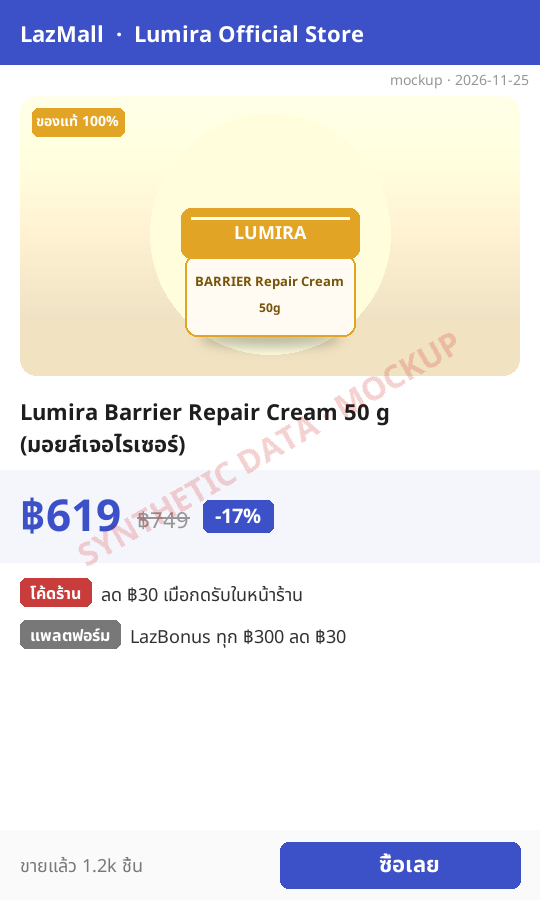 LazMall · Lumira Official Store
mockup · 2026-11-25
ของแท้ 100%
LUMIRA
BARRIER Repair Cream
50g
SYNTHETIC DATA · MOCKUP
Lumira Barrier Repair Cream 50 g
(มอยส์เจอไรเซอร์)
฿619 ฿749 -17%
โค้ดร้าน ลด ฿30 เมื่อกดรับในหน้าร้าน
แพลตฟอร์ม LazBonus ทุก ฿300 ลด ฿30
ขายแล้ว 1.2k ชิ้น
ซื้อเลย